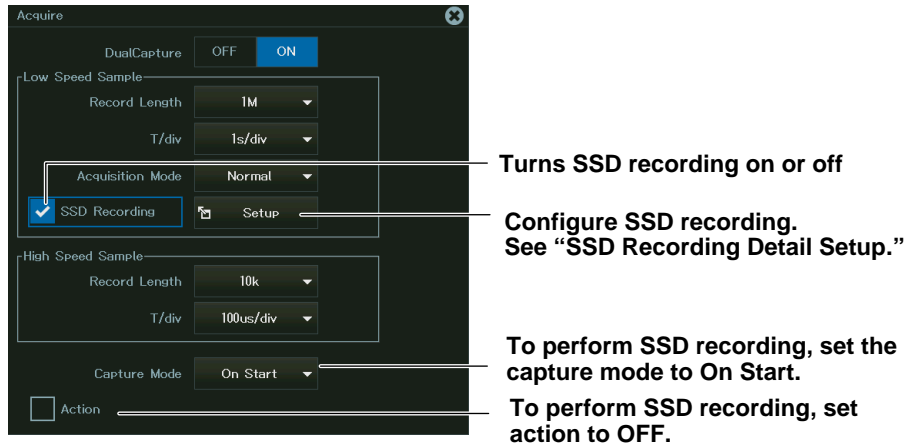 Acquire
DualCapture OFF ON
Low Speed Sample
Record Length 1M
T/div 1s/div
Acquisition Mode Normal
SSD Recording Setup
High Speed Sample
Record Length 10k
T/div 100us/div
Capture Mode On Start
Action
Turns SSD recording on or off
Configure SSD recording.
See “SSD Recording Detail Setup.”
To perform SSD recording, set the
capture mode to On Start.
To perform SSD recording, set
action to OFF.